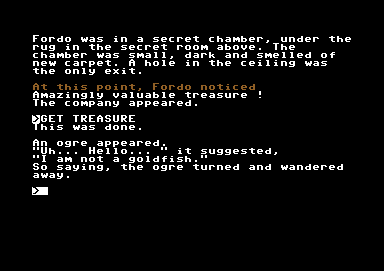 Fordo was in a secret chamber, under the
rug in the secret room above. The
chamber was small, dark and smelled of
new carpet. A hole in the ceiling was
the only exit.
At this point, Fordo noticed
Amazingly valuable treasure !
The company appeared.
>GET TREASURE
This was done.
An ogre appeared.
"Uh... Hello... " it suggested,
"I am not a goldfish."
So saying, the ogre turned and wandered
away.
>